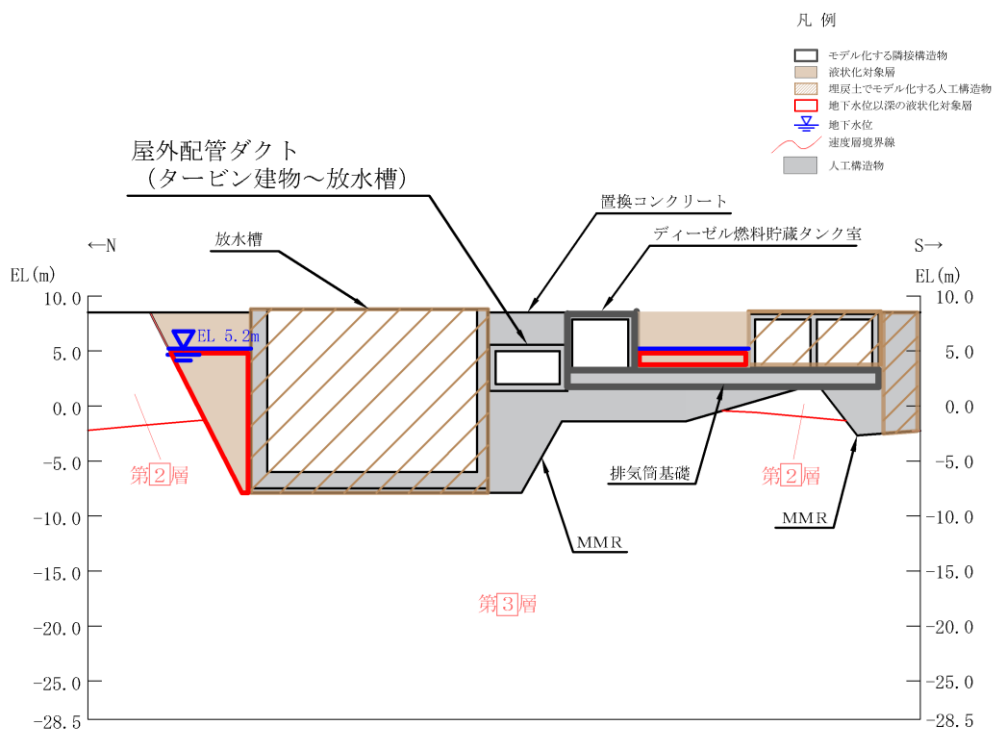 凡 例
モデル化する隣接構造物
液状化対象層
埋戻土でモデル化する人工構造物
地下水位以深の液状化対象層
地下水位
速度層境界線
人工構造物
屋外配管ダクト
(タービン建物～放水槽)
置換コンクリート
放水槽
ディーゼル燃料貯蔵タンク室
←N
S→
EL(m)
EL(m)
10.0
10.0
EL 5.2m
5.0
5.0
0.0
0.0
-5.0
-5.0
第2層
排気筒基礎
第2層
-10.0
-10.0
MMR
MMR
-15.0
-15.0
第3層
-20.0
-20.0
-25.0
-25.0
-28.5
-28.5